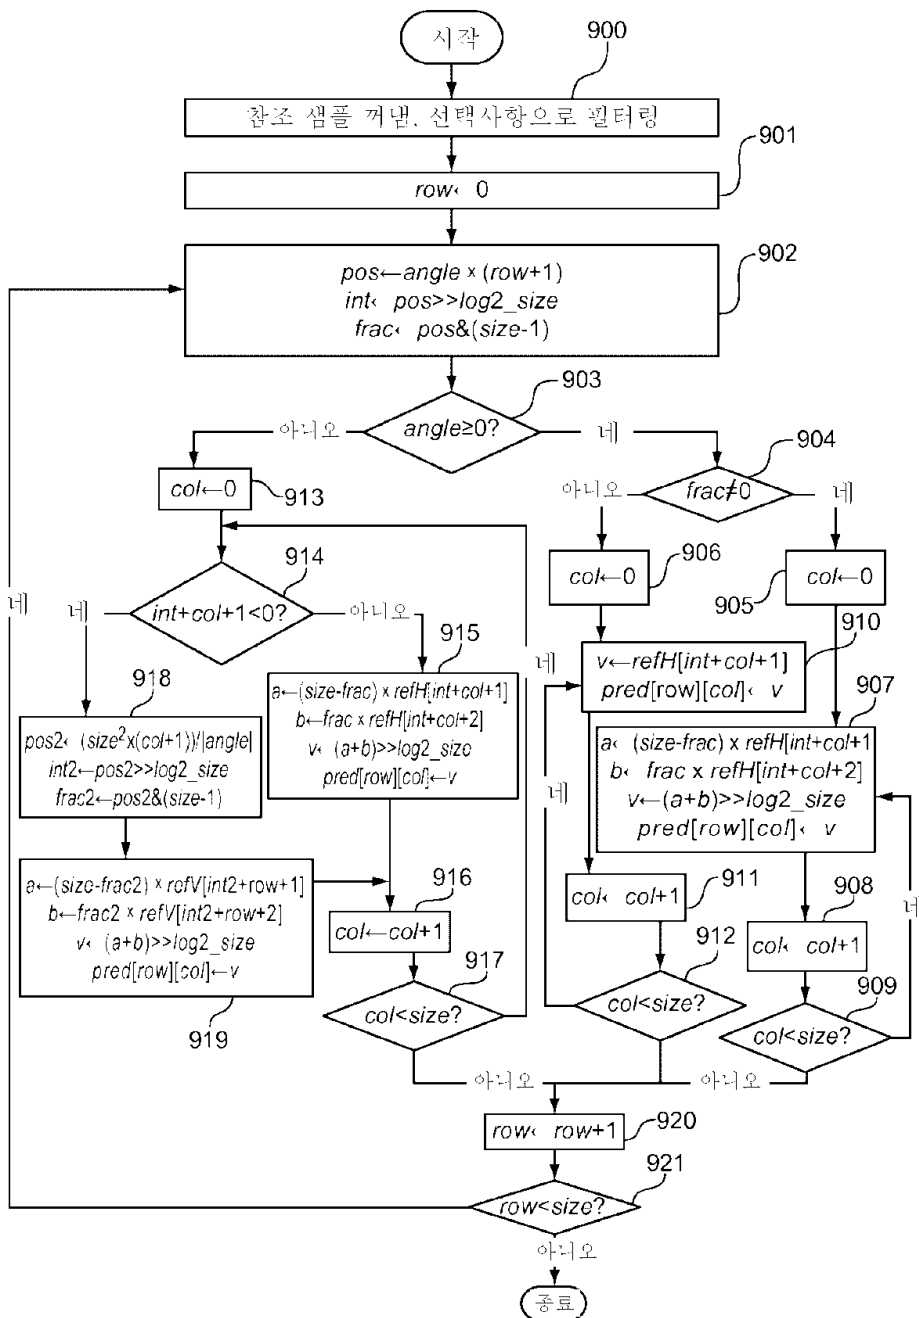 시작
900
참조 샘플 꺼냄, 선택사항으로 필터링
901
row← 0
902
pos←angle × (row+1)
int← pos>>log2_size
frac← pos&(size-1)
903
angle≥0?
아니오
네
904
frac≠0
아니오
네
col←0
913
906
col←0
905
col←0
914
int+col+1<0?
네
아니오
네
915
a←(size-frac) × refH[int+col+1]
b←frac × refH[int+col+2]
v←(a+b)>>log2_size
pred[row][col]←v
910
v←refH[int+col+1]
pred[row][col]← v
네
918
pos2← (size²x(col+1))/|angle|
int2←pos2>>log2_size
frac2←pos2&(size-1)
907
a← (size-frac) x refH[int+col+1
b← frac x refH[int+col+2]
v←(a+b)>>log2_size
pred[row][col]← v
네
919
a←(size-frac2) × refV[int2+row+1]
b←frac2 × refV[int2+row+2]
v← (a+b)>>log2_size
pred[row][col]←v
916
col←col+1
911
col← col+1
908
col← col+1
네
917
col<size?
912
col<size?
909
col<size?
아니오
아니오
920
row← row+1
921
row<size?
아니오
종료